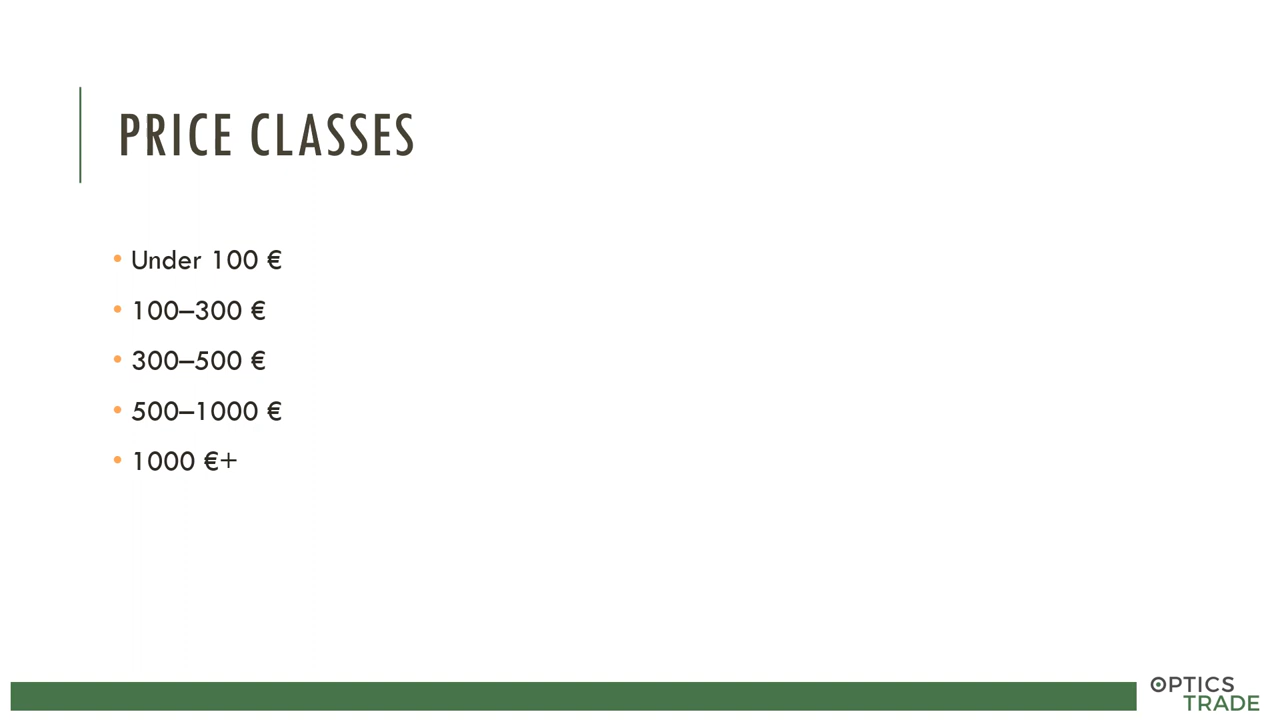 PRICE CLASSES
• Under 100 €
• 100–300 €
• 300–500 €
• 500–1000 €
• 1000 €+
OPTICS
TRADE